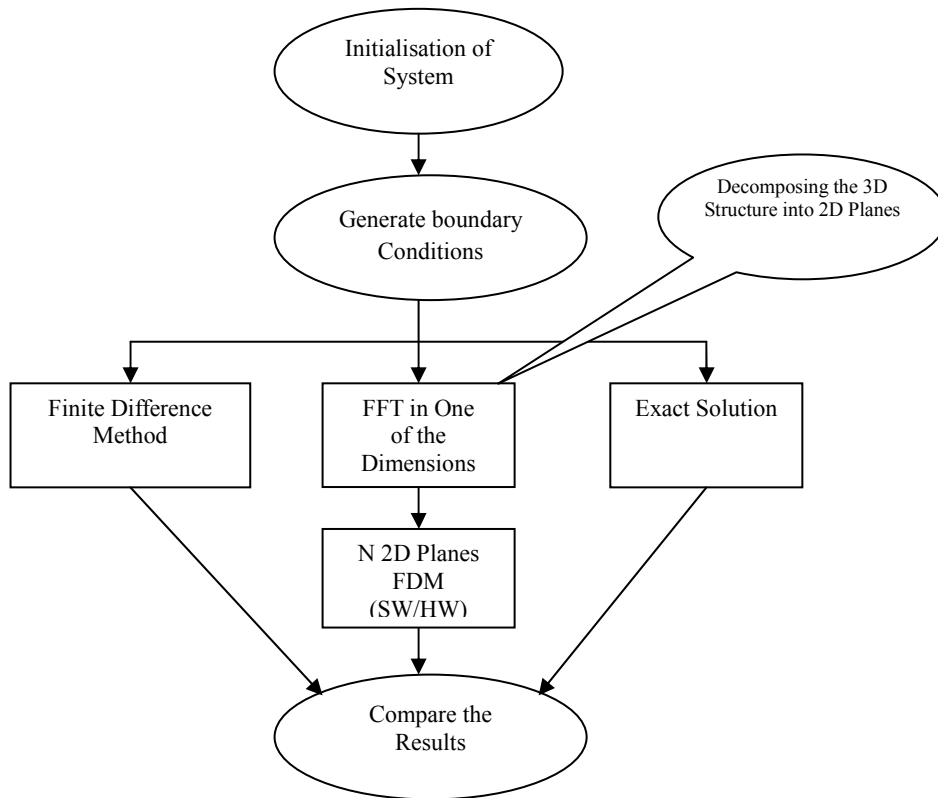 Initialisation of
System
Decomposing the 3D
Structure into 2D Planes
Generate boundary
Conditions
Finite Difference
Method
FFT in One
of the
Dimensions
Exact Solution
N 2D Planes
FDM
(SW/HW)
Compare the
Results